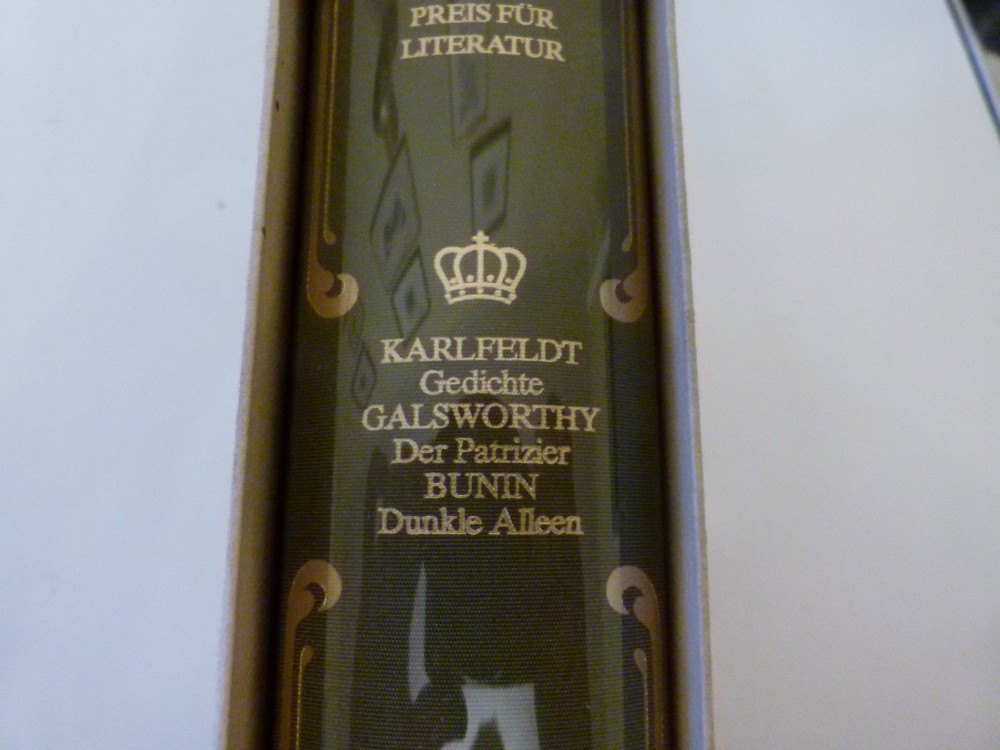 PREIS FÜR
LITERATUR
KARLFELDT
Gedichte
GALSWORTHY
Der Patrizier
BUNIN
Dunkle Alleen